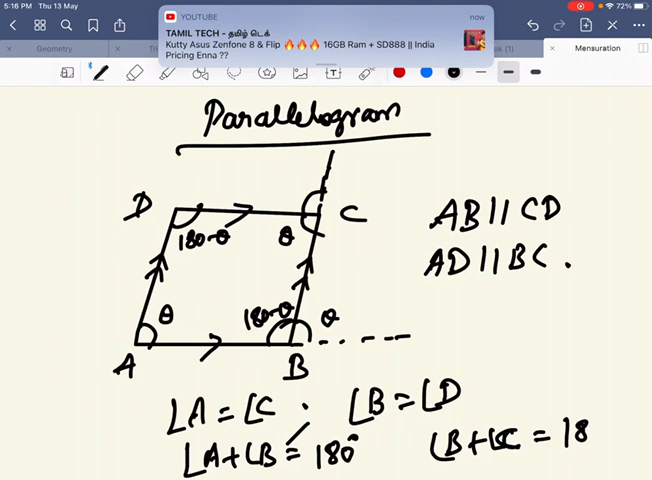 5:16 PM Thu 13 May
YOUTUBE now
TAMIL TECH - தமிழ் டெக்
Kutty Asus Zenfone 8 & Flip 🔥🔥🔥 16GB Ram + SD888 || India
Pricing Enna ??
Geometry
Mensuration
Parallelogram
D
C
180-θ
θ
θ
180-θ
θ
A
B
AB || CD
AD || BC .
∠A = ∠C .
∠B = ∠D
∠A + ∠B = 180°
∠B + ∠C = 18